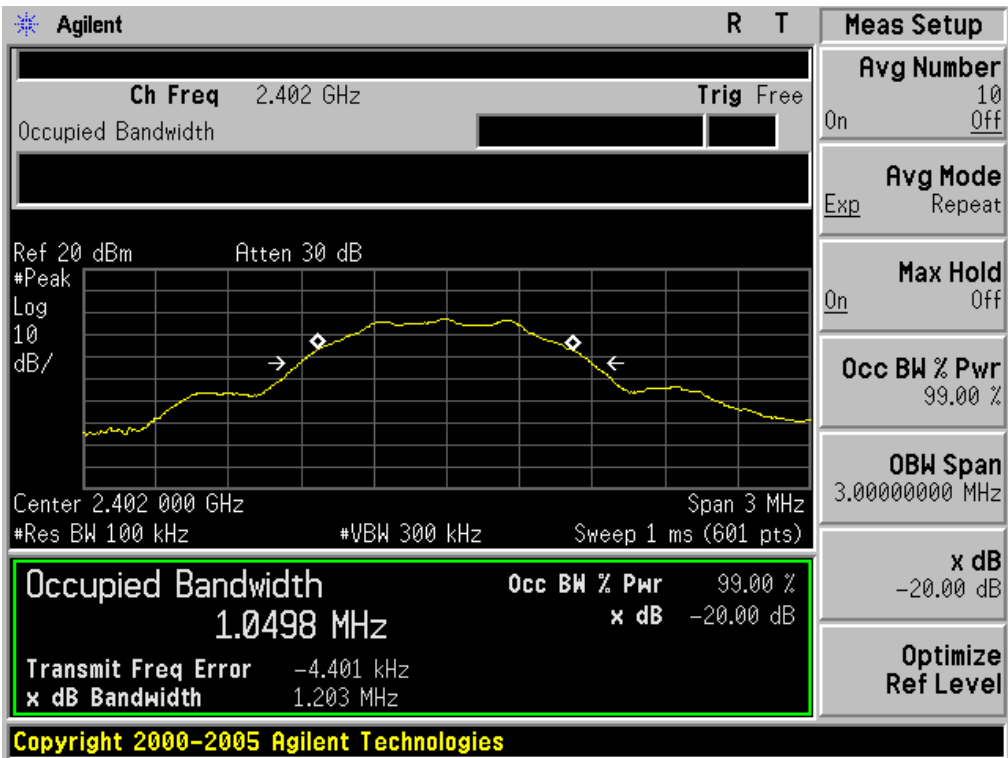 Agilent R T
Ch Freq 2.402 GHz Trig Free
Occupied Bandwidth
Ref 20 dBm Atten 30 dB
#Peak
Log
10
dB/
Center 2.402 000 GHz Span 3 MHz
#Res BW 100 kHz #VBW 300 kHz Sweep 1 ms (601 pts)
Occupied Bandwidth Occ BW % Pwr 99.00 %
1.0498 MHz x dB -20.00 dB
Transmit Freq Error -4.401 kHz
x dB Bandwidth 1.203 MHz
Copyright 2000-2005 Agilent Technologies
Meas Setup
Avg Number
10
On Off
Avg Mode
Exp Repeat
Max Hold
On Off
Occ BW % Pwr
99.00 %
OBW Span
3.00000000 MHz
x dB
-20.00 dB
Optimize
Ref Level